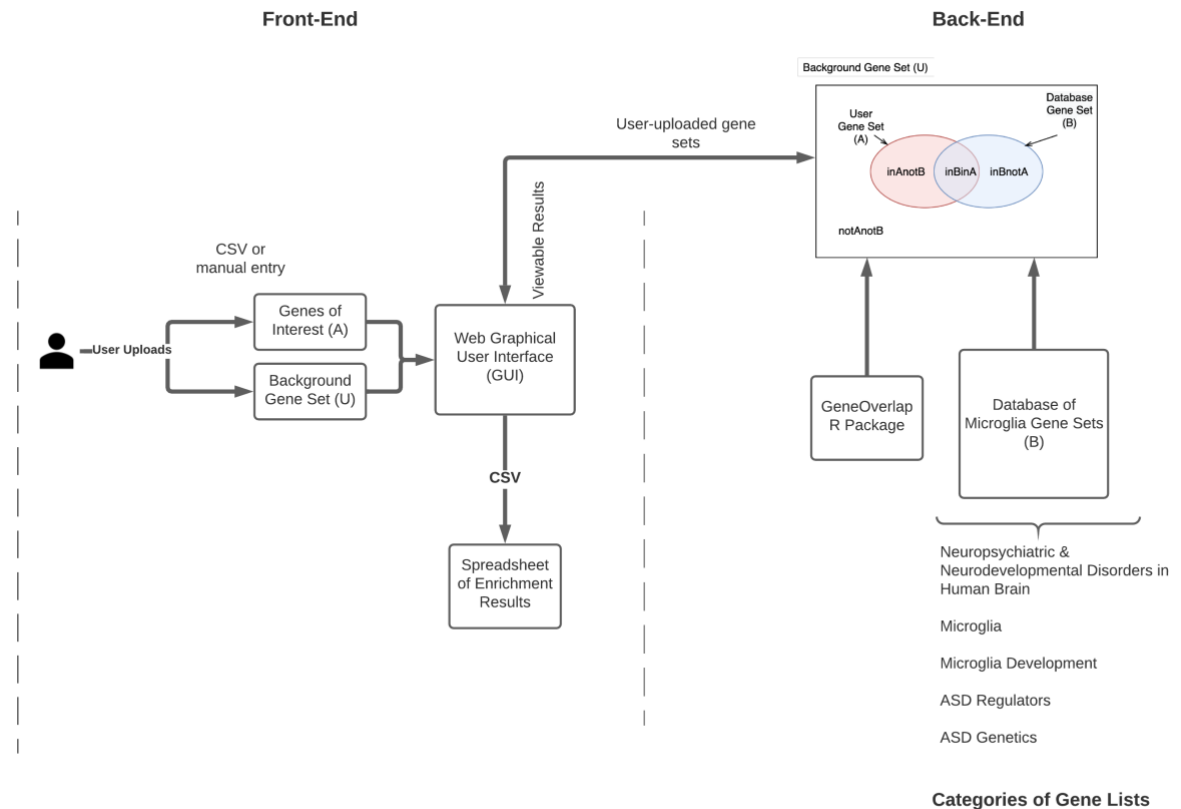 Front-End
Back-End
Background Gene Set (U)
User
Gene Set
(A)
Database
Gene Set
(B)
inAnotB
inBinA
inBnotA
notAnotB
User-uploaded gene
sets
Viewable Results
CSV or
manual entry
User Uploads
Genes of
Interest (A)
Background
Gene Set (U)
Web Graphical
User Interface
(GUI)
CSV
Spreadsheet
of Enrichment
Results
GeneOverlap
R Package
Database of
Microglia Gene Sets
(B)
Neuropsychiatric &
Neurodevelopmental Disorders in
Human Brain
Microglia
Microglia Development
ASD Regulators
ASD Genetics
Categories of Gene Lists